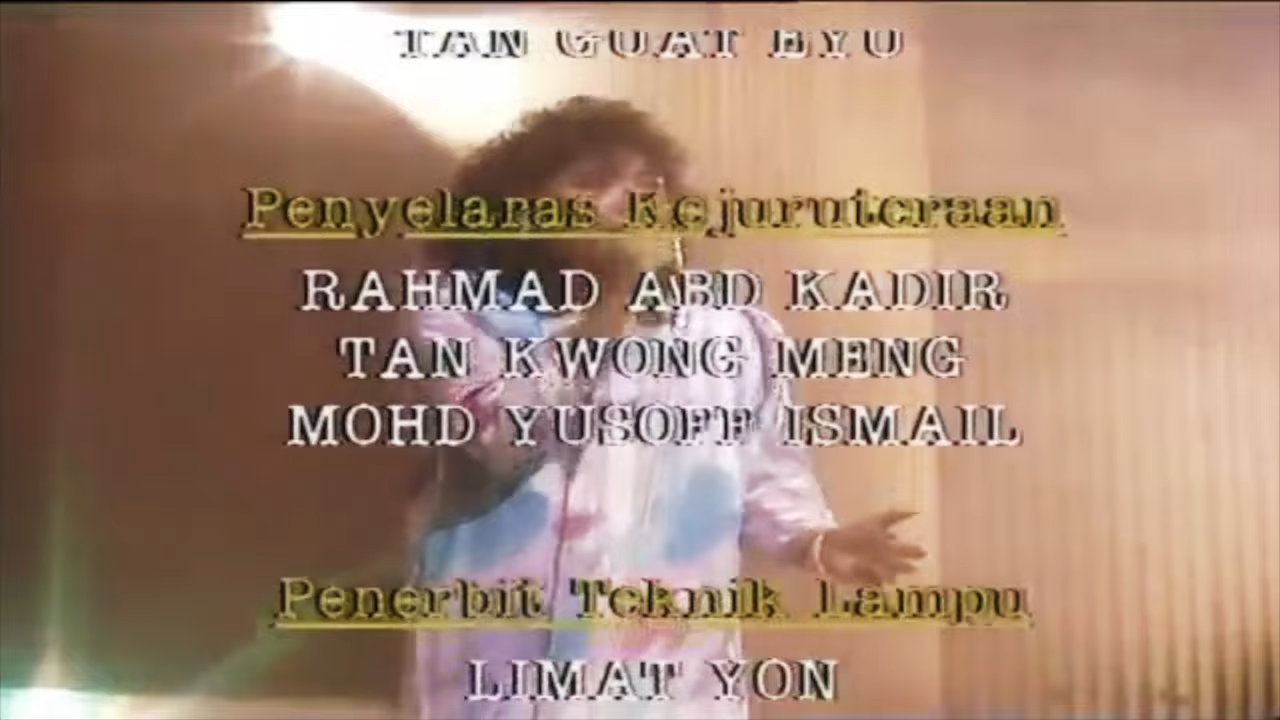 TAN GUAT EYU
Penyelaras Kejuruteraan
RAHMAD ABD KADIR
TAN KWONG MENG
MOHD YUSOFF ISMAIL
Penerbit Teknik Lampu
LIMAT YON